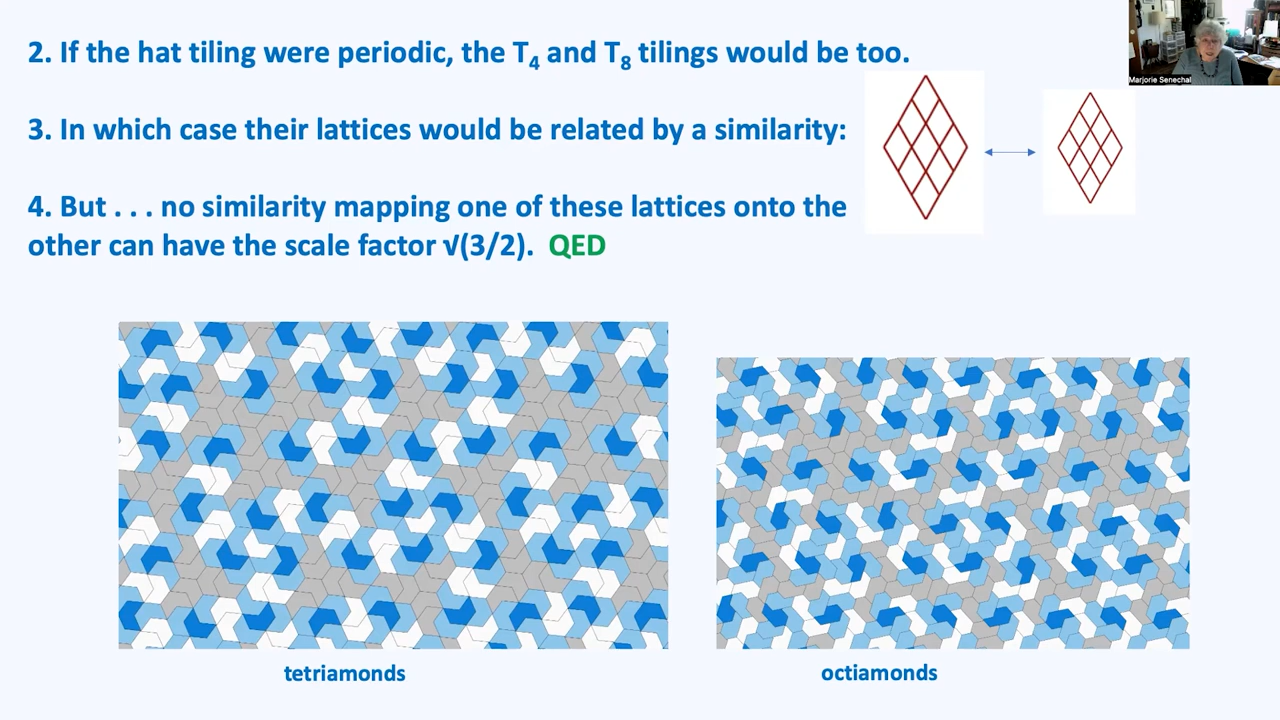 2. If the hat tiling were periodic, the T₄ and T₈ tilings would be too.
Marjorie Senechal
3. In which case their lattices would be related by a similarity:
4. But . . . no similarity mapping one of these lattices onto the
other can have the scale factor √(3/2). QED
tetriamonds
octiamonds